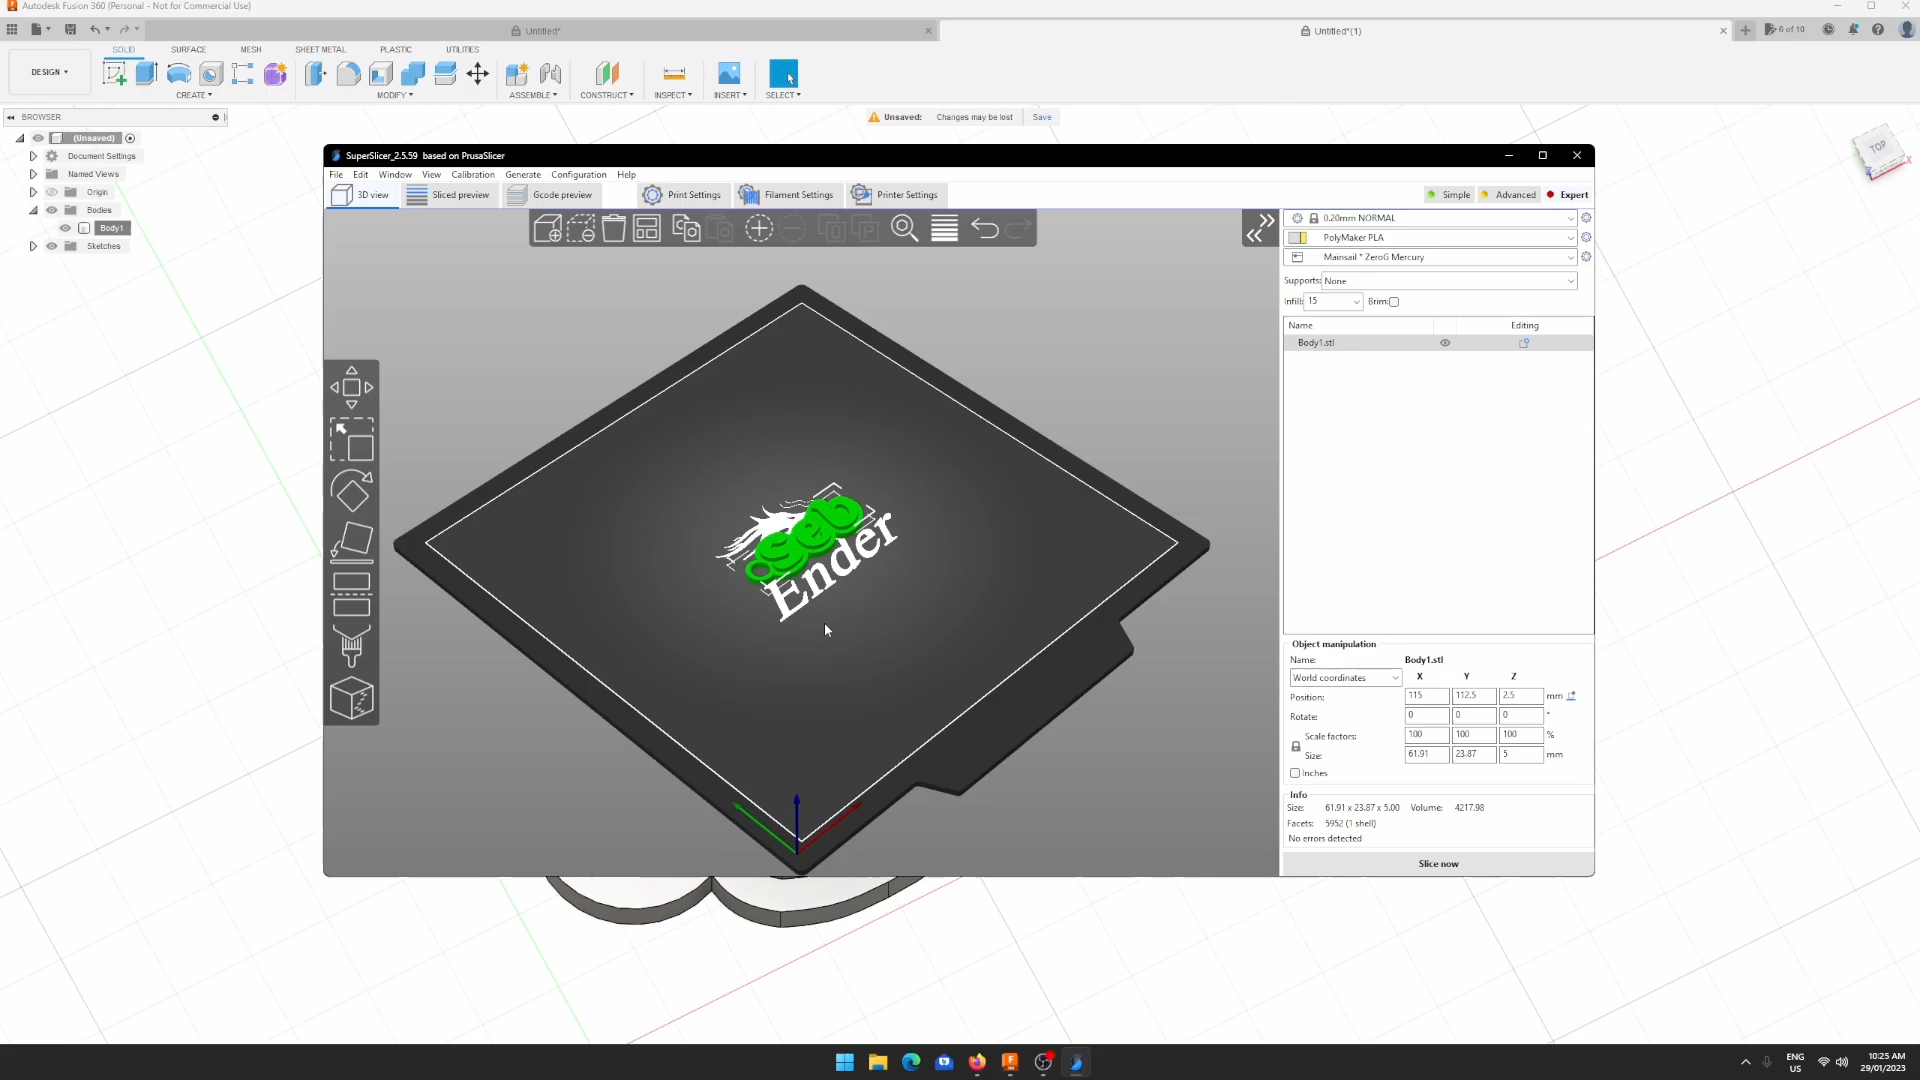 Autodesk Fusion 360 (Personal - Not for Commercial Use)
Untitled*
Untitled*(1)
6 of 10
SOLID SURFACE MESH SHEET METAL PLASTIC UTILITIES
DESIGN
CREATE MODIFY ASSEMBLE CONSTRUCT INSPECT INSERT SELECT
BROWSER
Unsaved: Changes may be lost Save
(Unsaved)
Document Settings
Named Views
Origin
Bodies
Body1
Sketches
TOP
X
Z
SuperSlicer_2.5.59 based on PrusaSlicer
File Edit Window View Calibration Generate Configuration Help
3D view Sliced preview Gcode preview Print Settings Filament Settings Printer Settings Simple Advanced Expert
0.20mm NORMAL
PolyMaker PLA
Mainsail * ZeroG Mercury
Supports: None
Infill: 15 Brim:
Name Editing
Body1.stl
seb
Ender
Object manipulation
Name: Body1.stl
World coordinates X Y Z
Position: 115 112.5 2.5 mm
Rotate: 0 0 0 °
Scale factors: 100 100 100 %
Size: 61.91 23.87 5 mm
Inches
Info
Size: 61.91 x 23.87 x 5.00 Volume: 4217.98
Facets: 5952 (1 shell)
No errors detected
Slice now
ENG
US
10:25 AM
29/01/2023